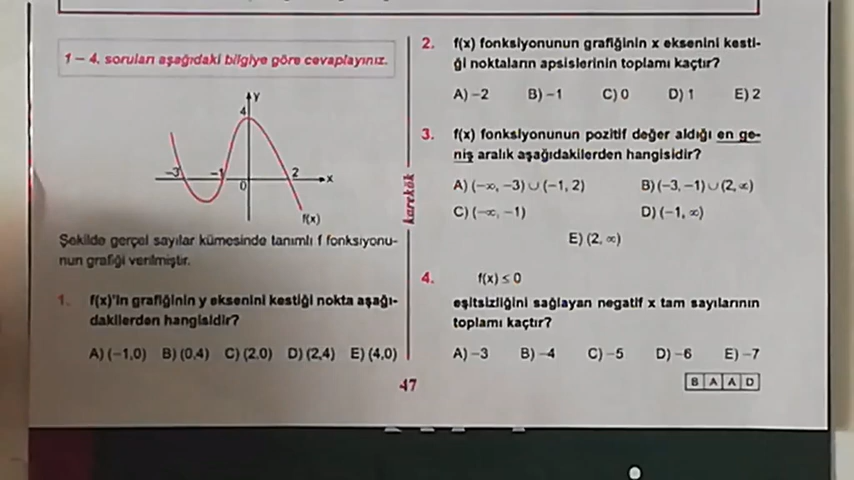 1 – 4. soruları aşağıdaki bilgiye göre cevaplayınız.
y
4
-3
-1
0
2
x
f(x)
Şekilde gerçel sayılar kümesinde tanımlı f fonksiyonu-
nun grafiği verilmiştir.
1. f(x)'in grafiğinin y eksenini kestiği nokta aşağı-
dakilerden hangisidir?
A) (−1,0) B) (0,4) C) (2,0) D) (2,4) E) (4,0)
karekök
47
2. f(x) fonksiyonunun grafiğinin x eksenini kesti-
ği noktaların apsislerinin toplamı kaçtır?
A) −2 B) −1 C) 0 D) 1 E) 2
3. f(x) fonksiyonunun pozitif değer aldığı en ge-
niş aralık aşağıdakilerden hangisidir?
A) (−∞, −3) ∪ (−1, 2) B) (−3, −1) ∪ (2, ∞)
C) (−∞, −1) D) (−1, ∞)
E) (2, ∞)
4. f(x) ≤ 0
eşitsizliğini sağlayan negatif x tam sayılarının
toplamı kaçtır?
A) −3 B) −4 C) −5 D) −6 E) −7
B A A D